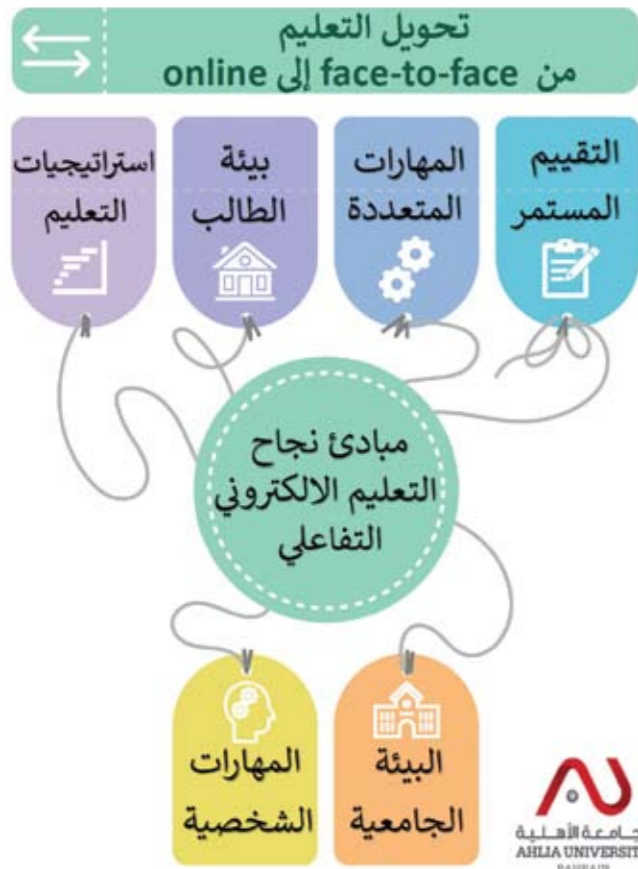 تحويل التعليم
من face-to-face إلى online
التقييم
المستمر
المهارات
المتعددة
بيئة
الطالب
استراتيجيات
التعليم
مبادئ نجاح
التعليم الالكتروني
التفاعلي
البيئة
الجامعية
المهارات
الشخصية
جامعة الأهلية
AHLIA UNIVERSIT